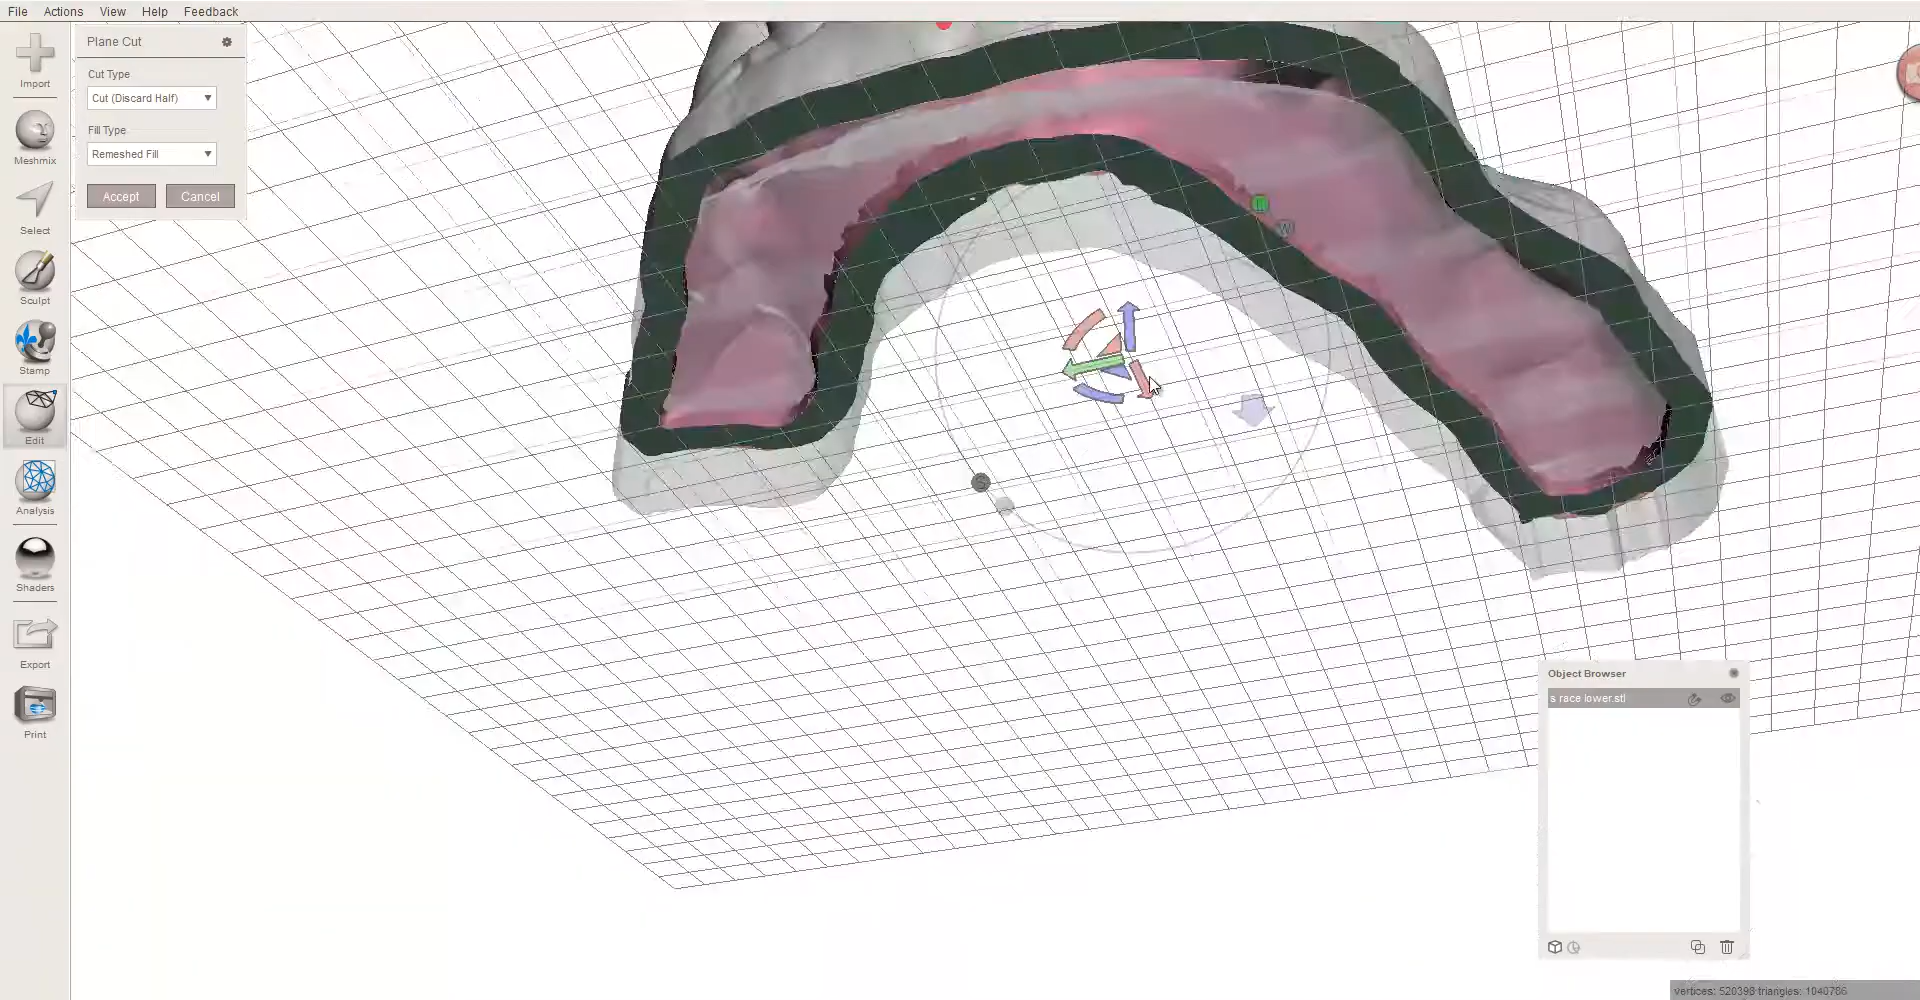 File Actions View Help Feedback
Import
Meshmix
Select
Sculpt
Stamp
Edit
Analysis
Shaders
Export
Print
Plane Cut
Cut Type
Cut (Discard Half)
Fill Type
Remeshed Fill
Accept Cancel
W
S
Object Browser
s race lower.stl
vertices: 520398 triangles: 1040786